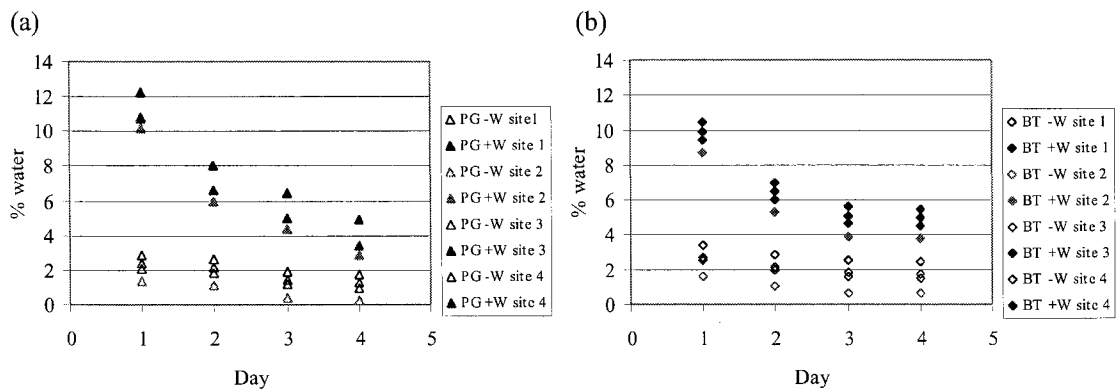 (a)
% water
14
12
10
8
6
4
2
0
0 1 2 3 4 5
Day
PG -W site1
PG+W site 1
PG -W site 2
PG+W site 2
PG -W site 3
PG+W site 3
PG -W site 4
PG+W site 4
(b)
% water
14
12
10
8
6
4
2
0
0 1 2 3 4 5
Day
BT -W site 1
BT +W site 1
BT -W site 2
BT +W site 2
BT -W site 3
BT +W site 3
BT -W site 4
BT +W site 4